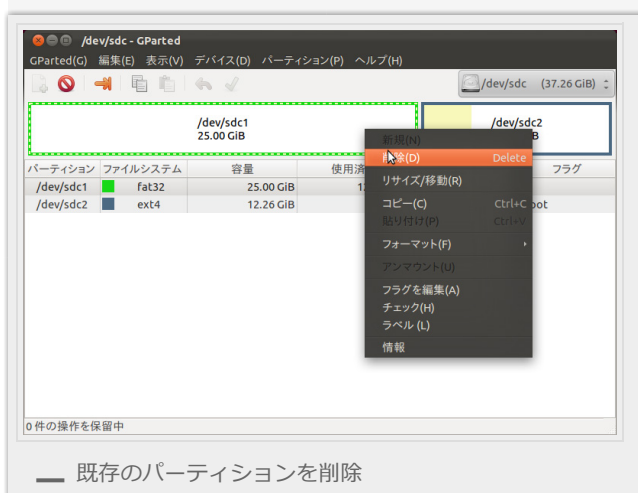 /dev/sdc - GParted
GParted(G) 編集(E) 表示(V) デバイス(D) パーティション(P) ヘルプ(H)
/dev/sdc (37.26 GiB)
/dev/sdc1
25.00 GiB
/dev/sdc2
B
パーティション ファイルシステム 容量 使用済 フラグ
/dev/sdc1 fat32 25.00 GiB 1
/dev/sdc2 ext4 12.26 GiB oot
新規(N)
削除(D) Delete
リサイズ/移動(R)
コピー(C) Ctrl+C
貼り付け(P) Ctrl+V
フォーマット(F)
アンマウント(U)
フラグを編集(A)
チェック(H)
ラベル (L)
情報
0 件の操作を保留中
既存のパーティションを削除